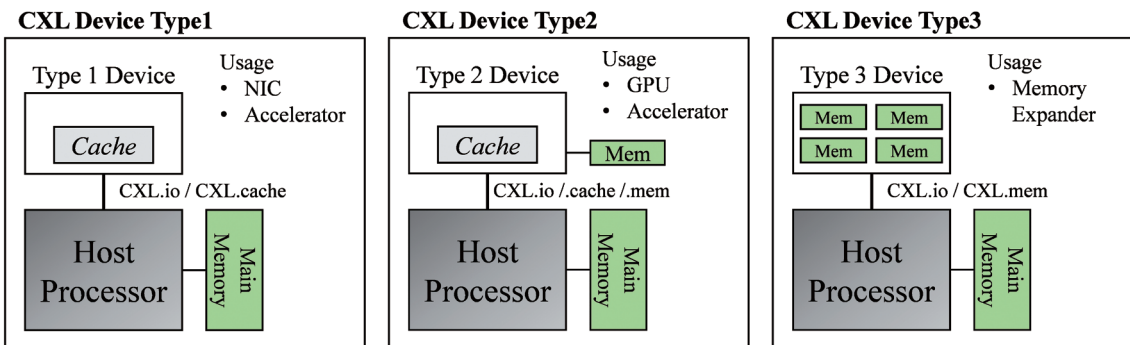 CXL Device Type1
Type 1 Device
Usage
• NIC
• Accelerator
Cache
CXL.io / CXL.cache
Host
Processor
Main
Memory
CXL Device Type2
Type 2 Device
Usage
• GPU
• Accelerator
Cache
Mem
CXL.io /.cache /.mem
Host
Processor
Main
Memory
CXL Device Type3
Type 3 Device
Usage
• Memory
Expander
Mem Mem
Mem Mem
CXL.io / CXL.mem
Host
Processor
Main
Memory